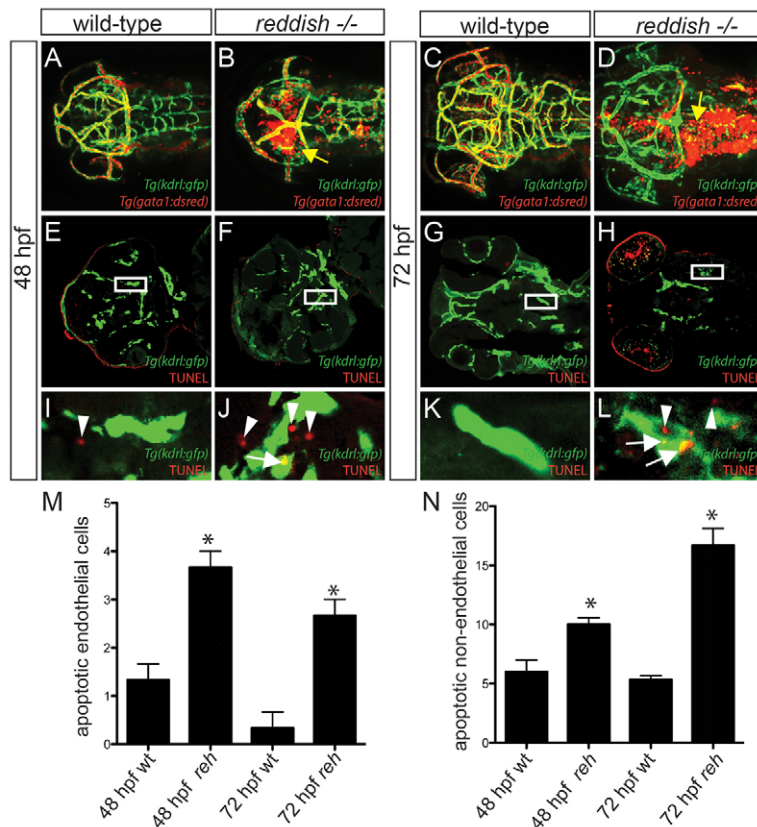 wild-type
reddish -/-
wild-type
reddish -/-
48 hpf
72 hpf
A
Tg(kdrl:gfp)
Tg(gata1:dsred)
B
Tg(kdrl:gfp)
Tg(gata1:dsred)
C
Tg(kdrl:gfp)
Tg(gata1:dsred)
D
Tg(kdrl:gfp)
Tg(gata1:dsred)
E
Tg(kdrl:gfp)
TUNEL
F
Tg(kdrl:gfp)
TUNEL
G
Tg(kdrl:gfp)
TUNEL
H
Tg(kdrl:gfp)
TUNEL
I
Tg(kdrl:gfp)
TUNEL
J
Tg(kdrl:gfp)
TUNEL
K
Tg(kdrl:gfp)
TUNEL
L
Tg(kdrl:gfp)
TUNEL
M
apoptotic endothelial cells
5
4
3
2
1
0
*
*
48 hpf wt
48 hpf reh
72 hpf wt
72 hpf reh
N
apoptotic non-endothelial cells
20
15
10
5
0
*
*
48 hpf wt
48 hpf reh
72 hpf wt
72 hpf reh